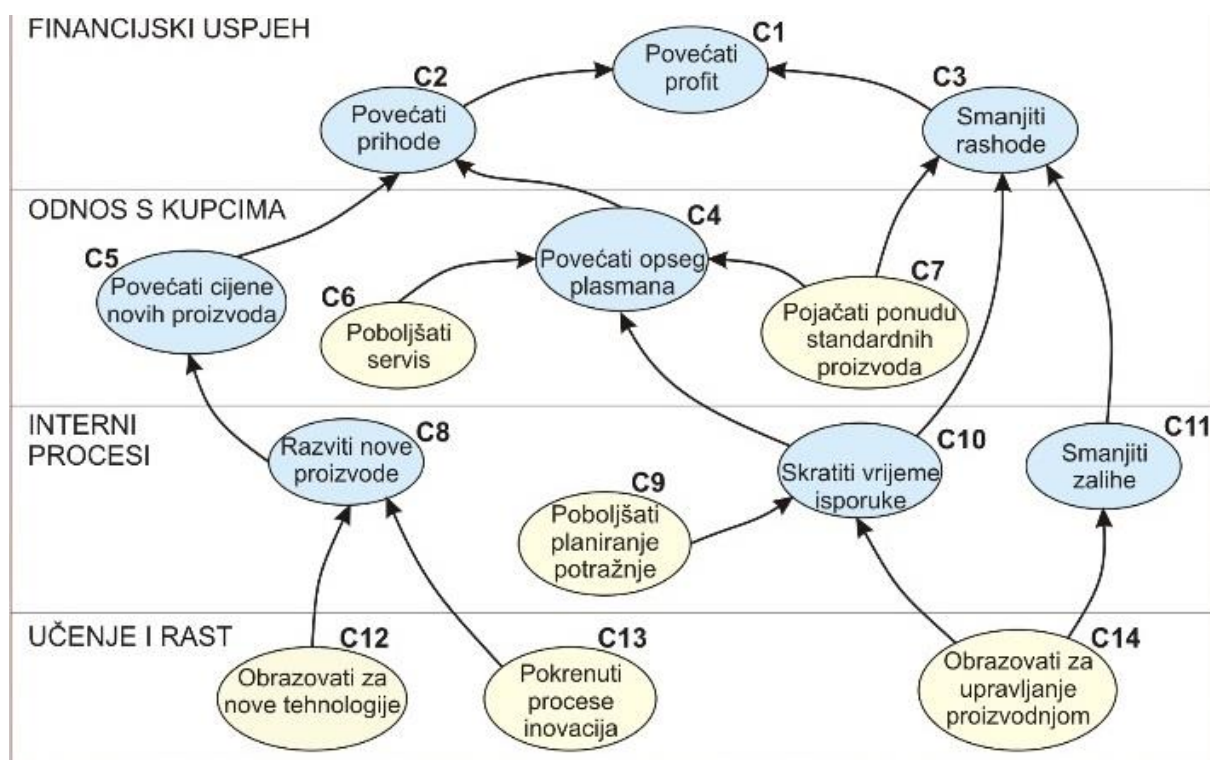 FINANCIJSKI USPJEH
C1
Povećati
profit
C2
Povećati
prihode
C3
Smanjiti
rashode
ODNOS S KUPCIMA
C4
Povećati opseg
plasmana
C5
Povećati cijene
novih proizvoda
C6
Poboljšati
servis
C7
Pojačati ponudu
standardnih
proizvoda
INTERNI
PROCESI
C8
Razviti nove
proizvode
C9
Poboljšati
planiranje
potražnje
C10
Skratiti vrijeme
isporuke
C11
Smanjiti
zalihe
UČENJE I RAST
C12
Obrazovati za
nove tehnologije
C13
Pokrenuti
procese
inovacija
C14
Obrazovati za
upravljanje
proizvodnjom